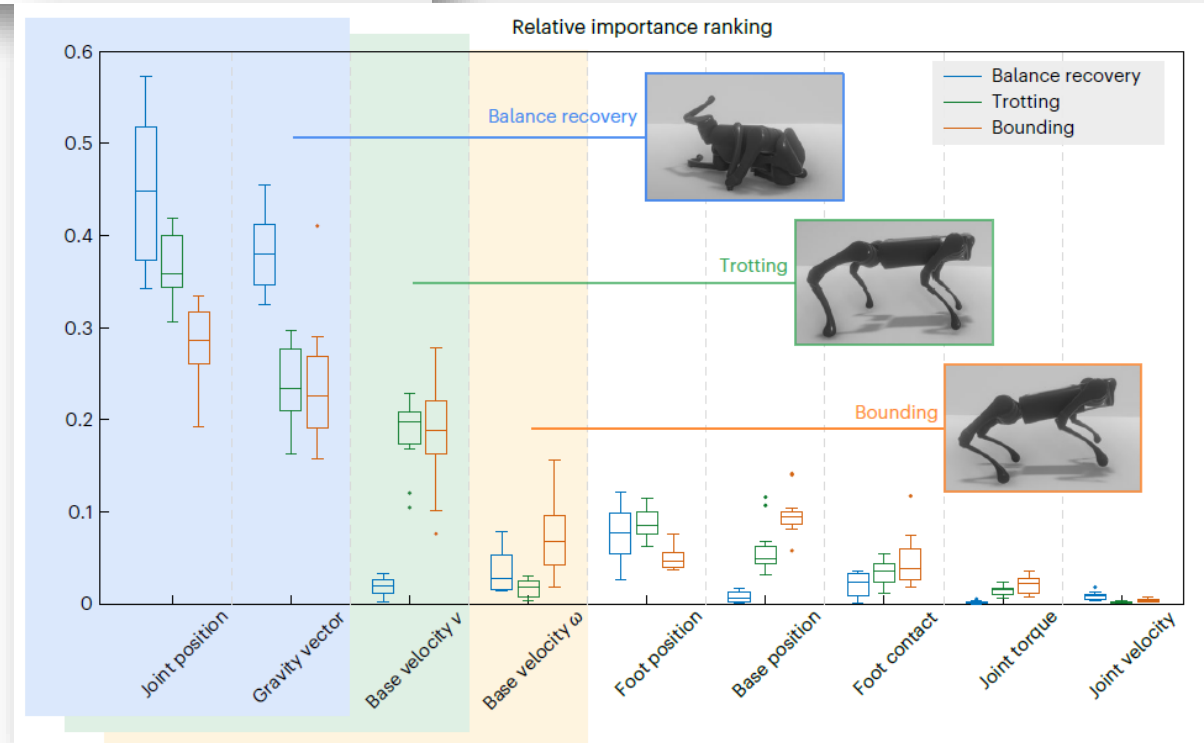 Relative importance ranking
0.6
0.5
0.4
0.3
0.2
0.1
0
Balance recovery
Trotting
Bounding
Balance recovery
Trotting
Bounding
Joint position
Gravity vector
Base velocity v
Base velocity ω
Foot position
Base position
Foot contact
Joint torque
Joint velocity